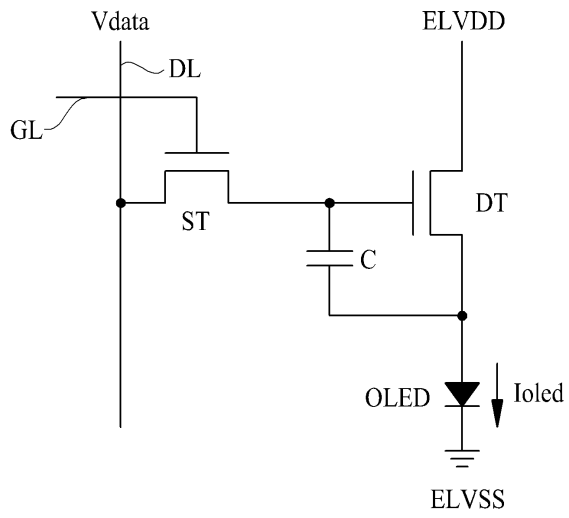 Vdata
ELVDD
DL
GL
ST
DT
C
OLED
Ioled
ELVSS